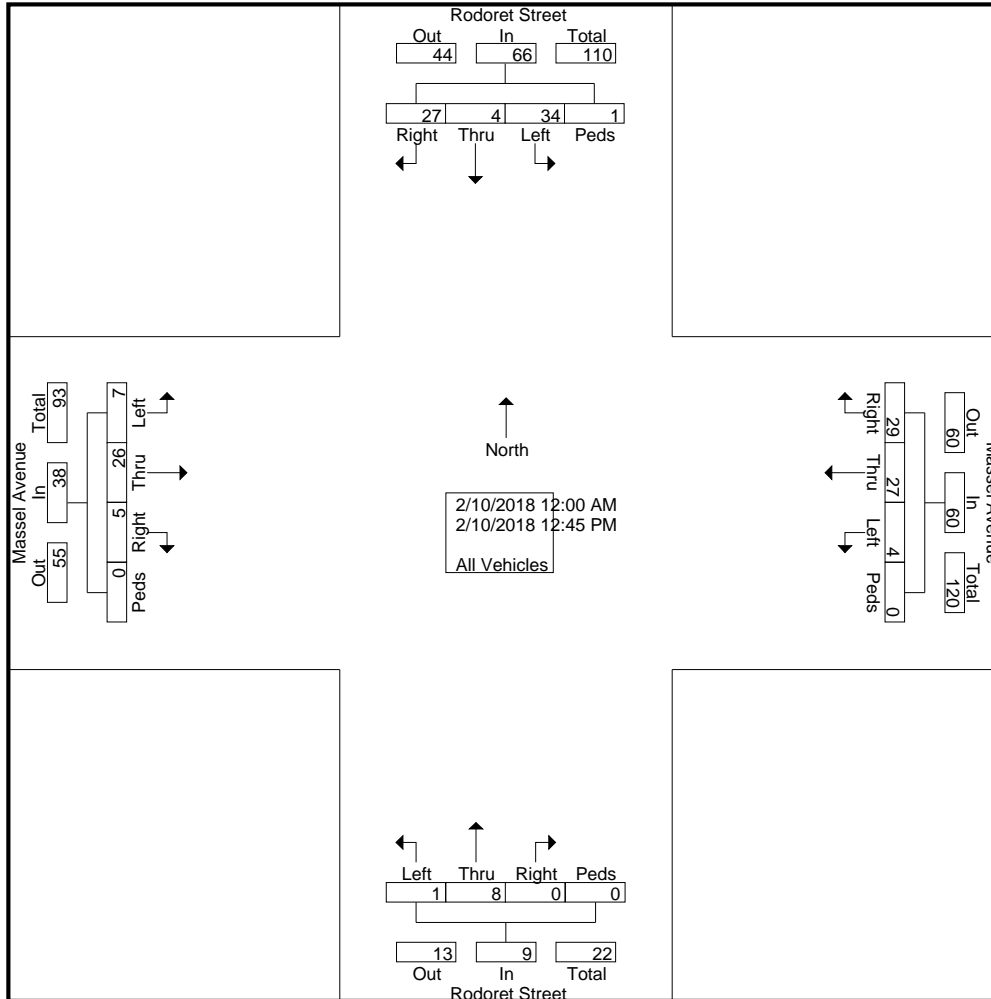 Rodoret Street
Out In Total
44 66 110
27 4 34 1
Right Thru Left Peds
Massel Avenue
Total In Out
93 38 55
7 26 5 0
Left Thru Right Peds
North
2/10/2018 12:00 AM
2/10/2018 12:45 PM
All Vehicles
Right Thru Left Peds
29 27 4 0
Out In Total
60 60 120
Massel Avenue
Left Thru Right Peds
1 8 0 0
13 9 22
Out In Total
Rodoret Street